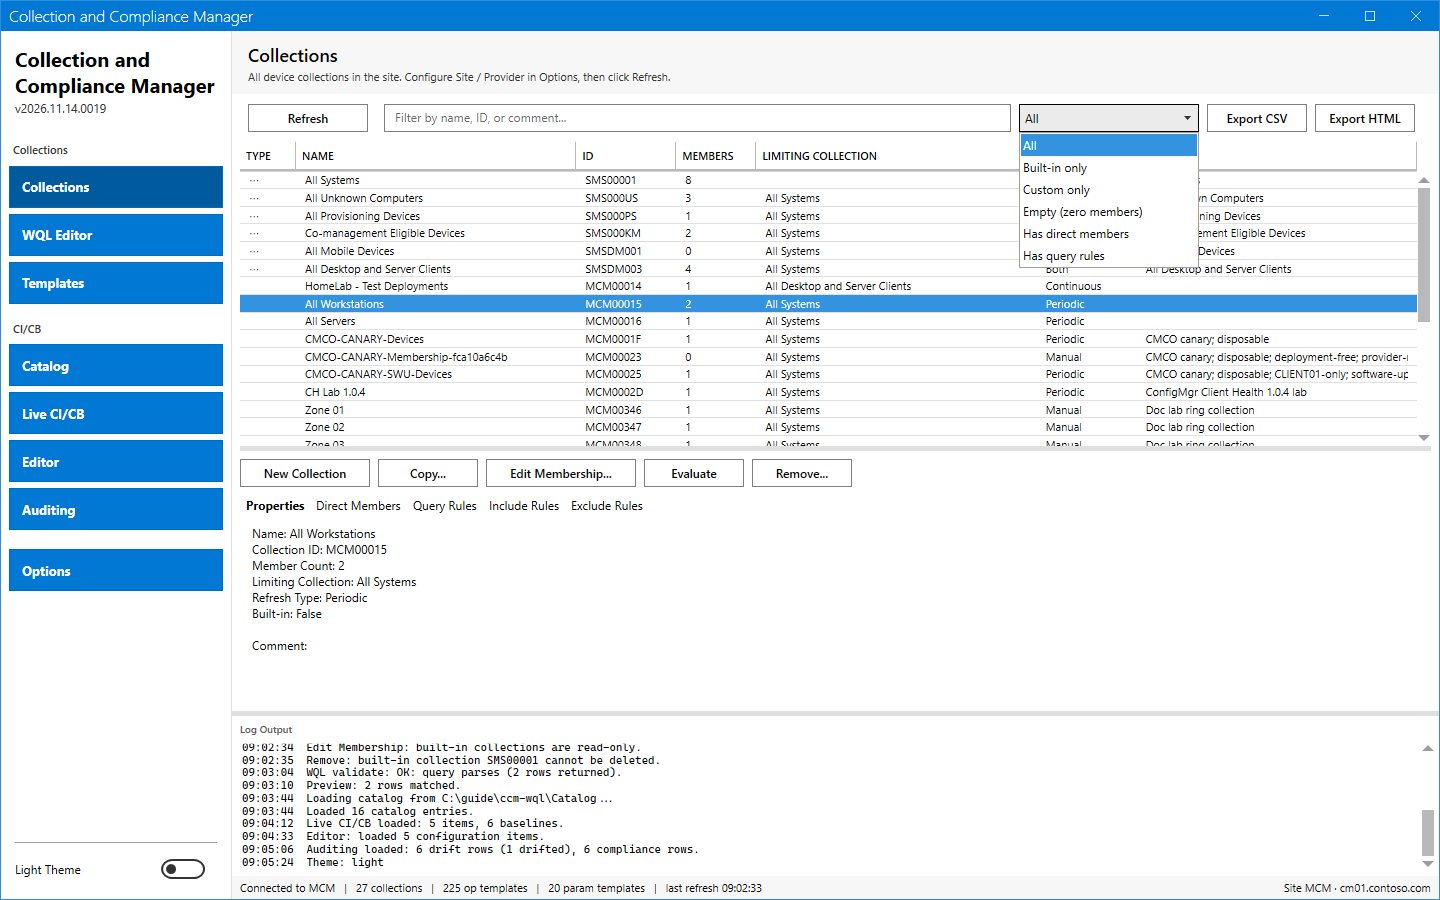 Collection and Compliance Manager
Collection and
Compliance Manager
v2026.11.14.0019
Collections
Collections
WQL Editor
Templates
CI/CB
Catalog
Live CI/CB
Editor
Auditing
Options
Light Theme
Collections
All device collections in the site. Configure Site / Provider in Options, then click Refresh.
Refresh
Filter by name, ID, or comment...
All
Export CSV
Export HTML
All
Built-in only
Custom only
Empty (zero members)
Has direct members
Has query rules
TYPE NAME ID MEMBERS LIMITING COLLECTION
... All Systems SMS00001 8
... All Unknown Computers SMS000US 3 All Systems Computers
... All Provisioning Devices SMS000PS 1 All Systems Devices
... Co-management Eligible Devices SMS000KM 2 All Systems Eligible Devices
... All Mobile Devices SMSDM001 0 All Systems Devices
... All Desktop and Server Clients SMSDM003 4 All Systems Both All Desktop and Server Clients
HomeLab - Test Deployments MCM00014 1 All Desktop and Server Clients Continuous
All Workstations MCM00015 2 All Systems Periodic
All Servers MCM00016 1 All Systems Periodic
CMCO-CANARY-Devices MCM0001F 1 All Systems Periodic CMCO canary; disposable
CMCO-CANARY-Membership-fca10a6c4b MCM00023 0 All Systems Manual CMCO canary; disposable; deployment-free; provider-
CMCO-CANARY-SWU-Devices MCM00025 1 All Systems Periodic CMCO canary; disposable; CLIENT01-only; software-up
CH Lab 1.0.4 MCM0002D 1 All Systems Periodic ConfigMgr Client Health 1.0.4 lab
Zone 01 MCM00346 1 All Systems Manual Doc lab ring collection
Zone 02 MCM00347 1 All Systems Manual Doc lab ring collection
Zone 03 MCM00348 1 All Systems Manual Doc lab ring collection
New Collection
Copy...
Edit Membership...
Evaluate
Remove...
Properties Direct Members Query Rules Include Rules Exclude Rules
Name: All Workstations
Collection ID: MCM00015
Member Count: 2
Limiting Collection: All Systems
Refresh Type: Periodic
Built-in: False
Comment:
Log Output
09:02:34 Edit Membership: built-in collections are read-only.
09:02:35 Remove: built-in collection SMS00001 cannot be deleted.
09:03:04 WQL validate: OK: query parses (2 rows returned).
09:03:10 Preview: 2 rows matched.
09:03:44 Loading catalog from C:\guide\ccm-wql\Catalog...
09:03:44 Loaded 16 catalog entries.
09:04:12 Live CI/CB loaded: 5 items, 6 baselines.
09:04:33 Editor: loaded 5 configuration items.
09:05:06 Auditing loaded: 6 drift rows (1 drifted), 6 compliance rows.
09:05:24 Theme: light
Connected to MCM | 27 collections | 225 op templates | 20 param templates | last refresh 09:02:33
Site MCM · cm01.contoso.com